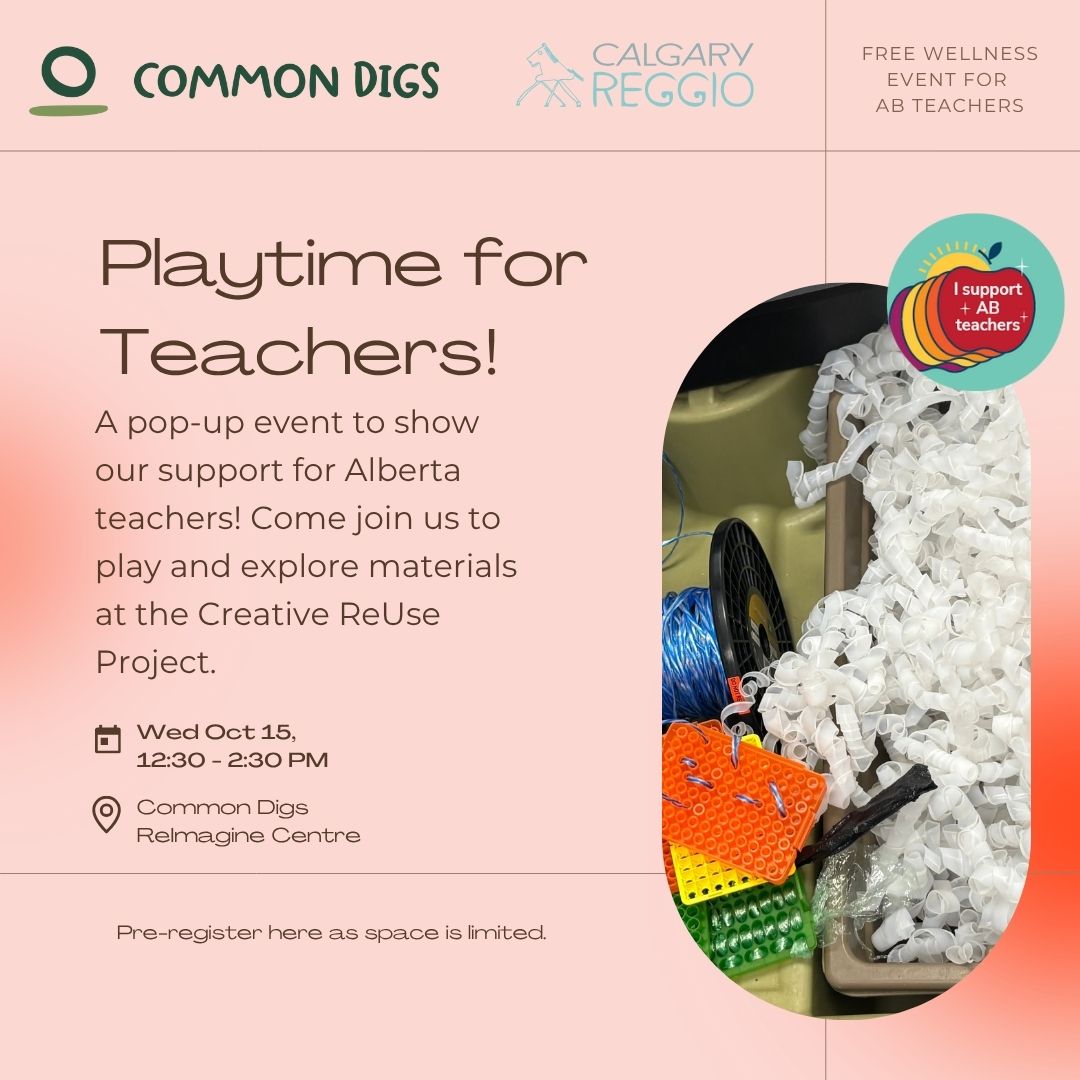 COMMON DIGS
CALGARY
REGGIO
FREE WELLNESS
EVENT FOR
AB TEACHERS
Playtime for
Teachers!
I support
AB
teachers
A pop-up event to show
our support for Alberta
teachers! Come join us to
play and explore materials
at the Creative ReUse
Project.
Wed Oct 15,
12:30 - 2:30 PM
Common Digs
ReImagine Centre
Pre-register here as space is limited.